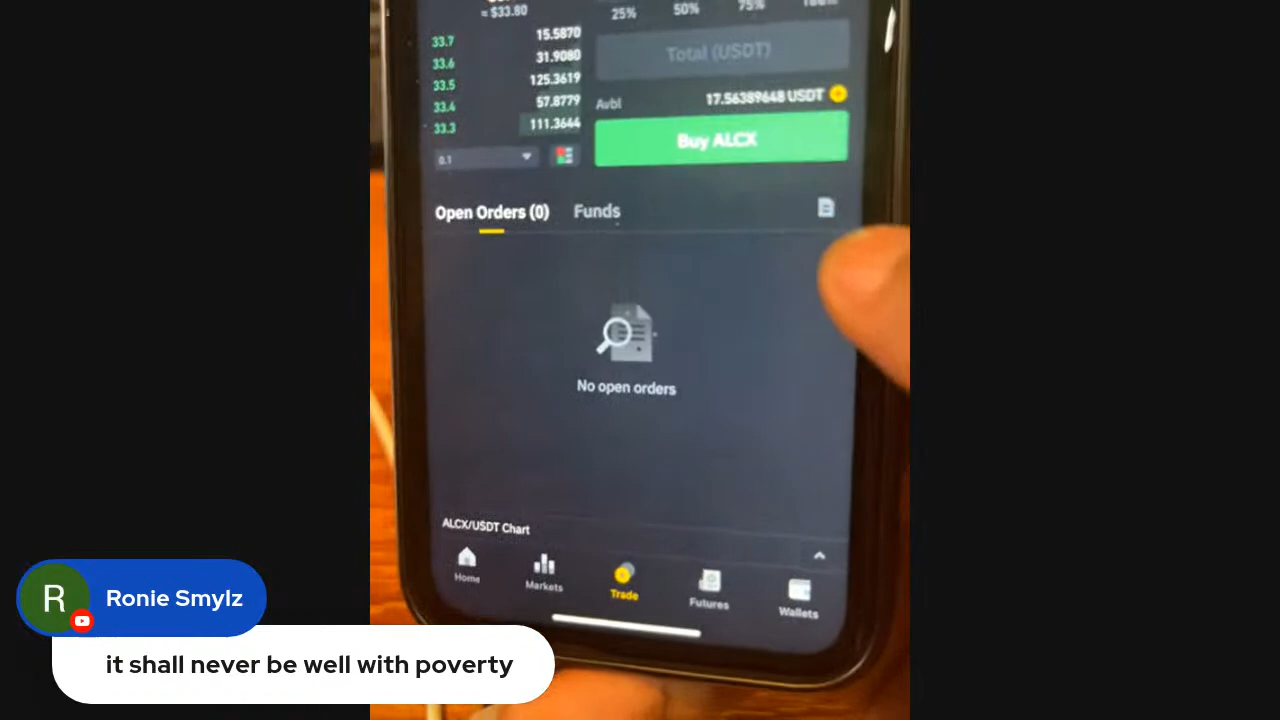 ≈ $33.80
25% 50% 75% 100%
33.7 15.5870
33.6 31.9080
33.5 125.3619
33.4 57.8779
33.3 111.3644
Total (USDT)
Avbl 17.56389648 USDT
Buy ALCX
0.1
Open Orders (0) Funds
No open orders
ALCX/USDT Chart
Home Markets Trade Futures Wallets
R Ronie Smylz
it shall never be well with poverty